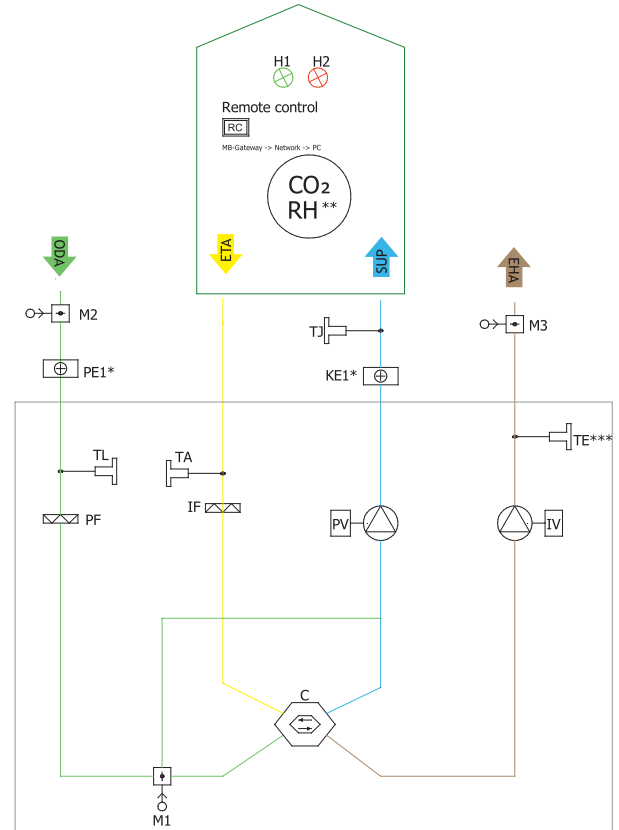 H1 H2
Remote control
RC
MB-Gateway -> Network -> PC
CO₂
RH **
ODA
ETA
SUP
EHA
M2
TJ
M3
PE1*
KE1*
TL
TA
TE***
IF
PF
PV
IV
C
M1